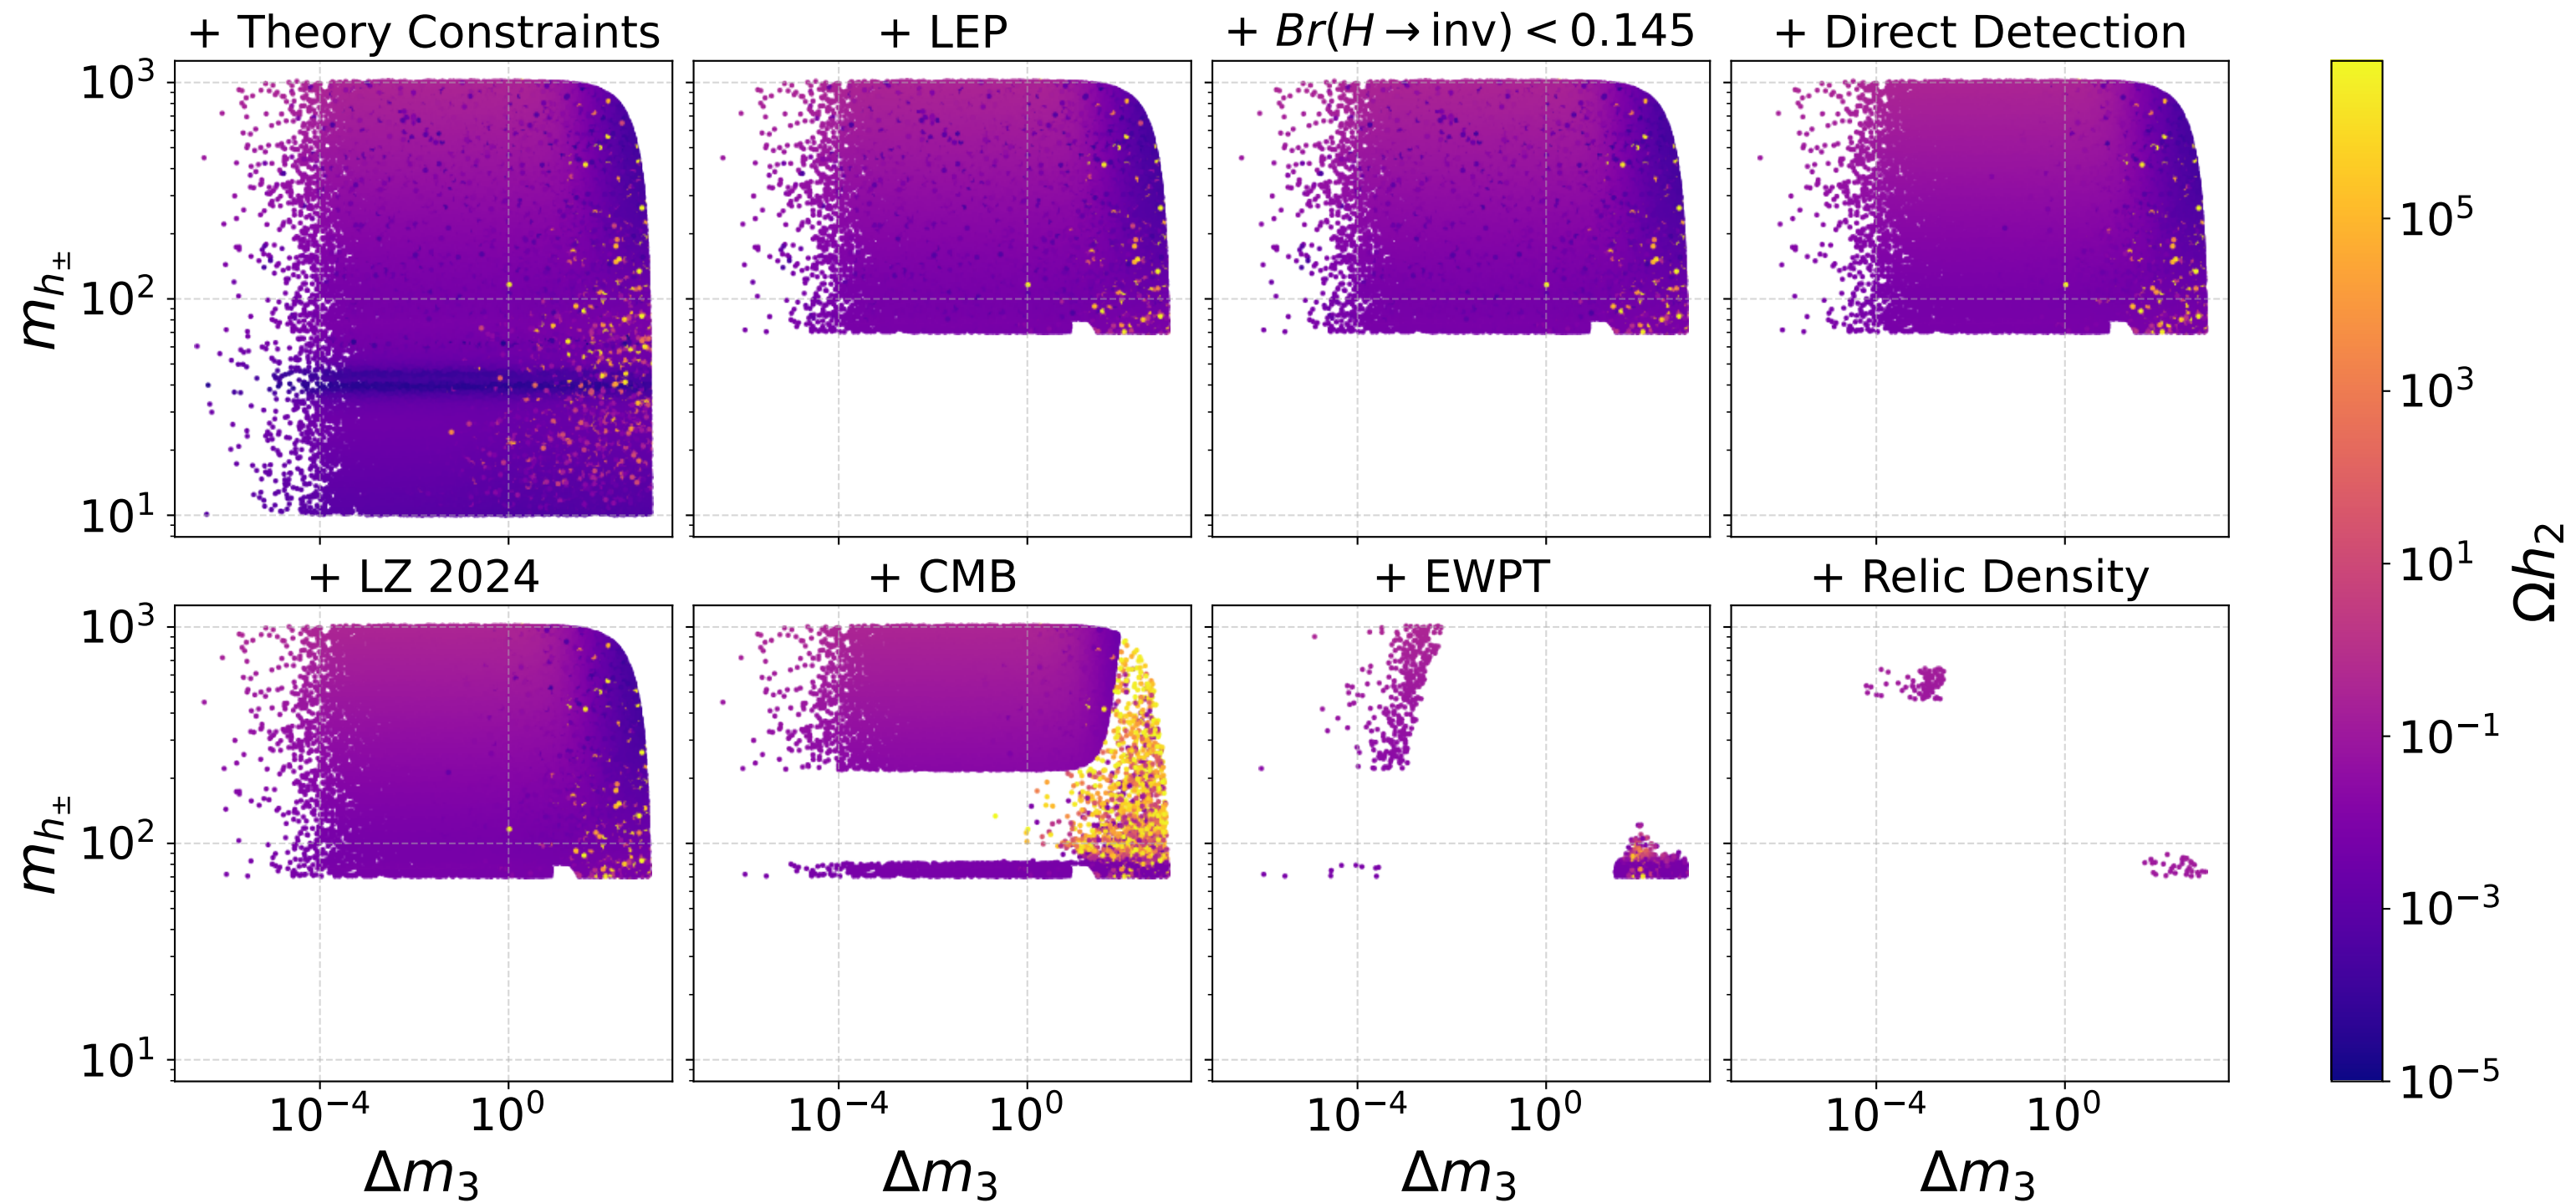 + Theory Constraints
+ LEP
+ Br(H → inv) < 0.145
+ Direct Detection
10³
10²
10¹
m_{h_±}
+ LZ 2024
+ CMB
+ EWPT
+ Relic Density
10³
10²
10¹
m_{h_±}
10⁻⁴ 10⁰
10⁻⁴ 10⁰
10⁻⁴ 10⁰
10⁻⁴ 10⁰
Δm₃
Δm₃
Δm₃
Δm₃
10⁵
10³
10¹
10⁻¹
10⁻³
10⁻⁵
Ωh₂